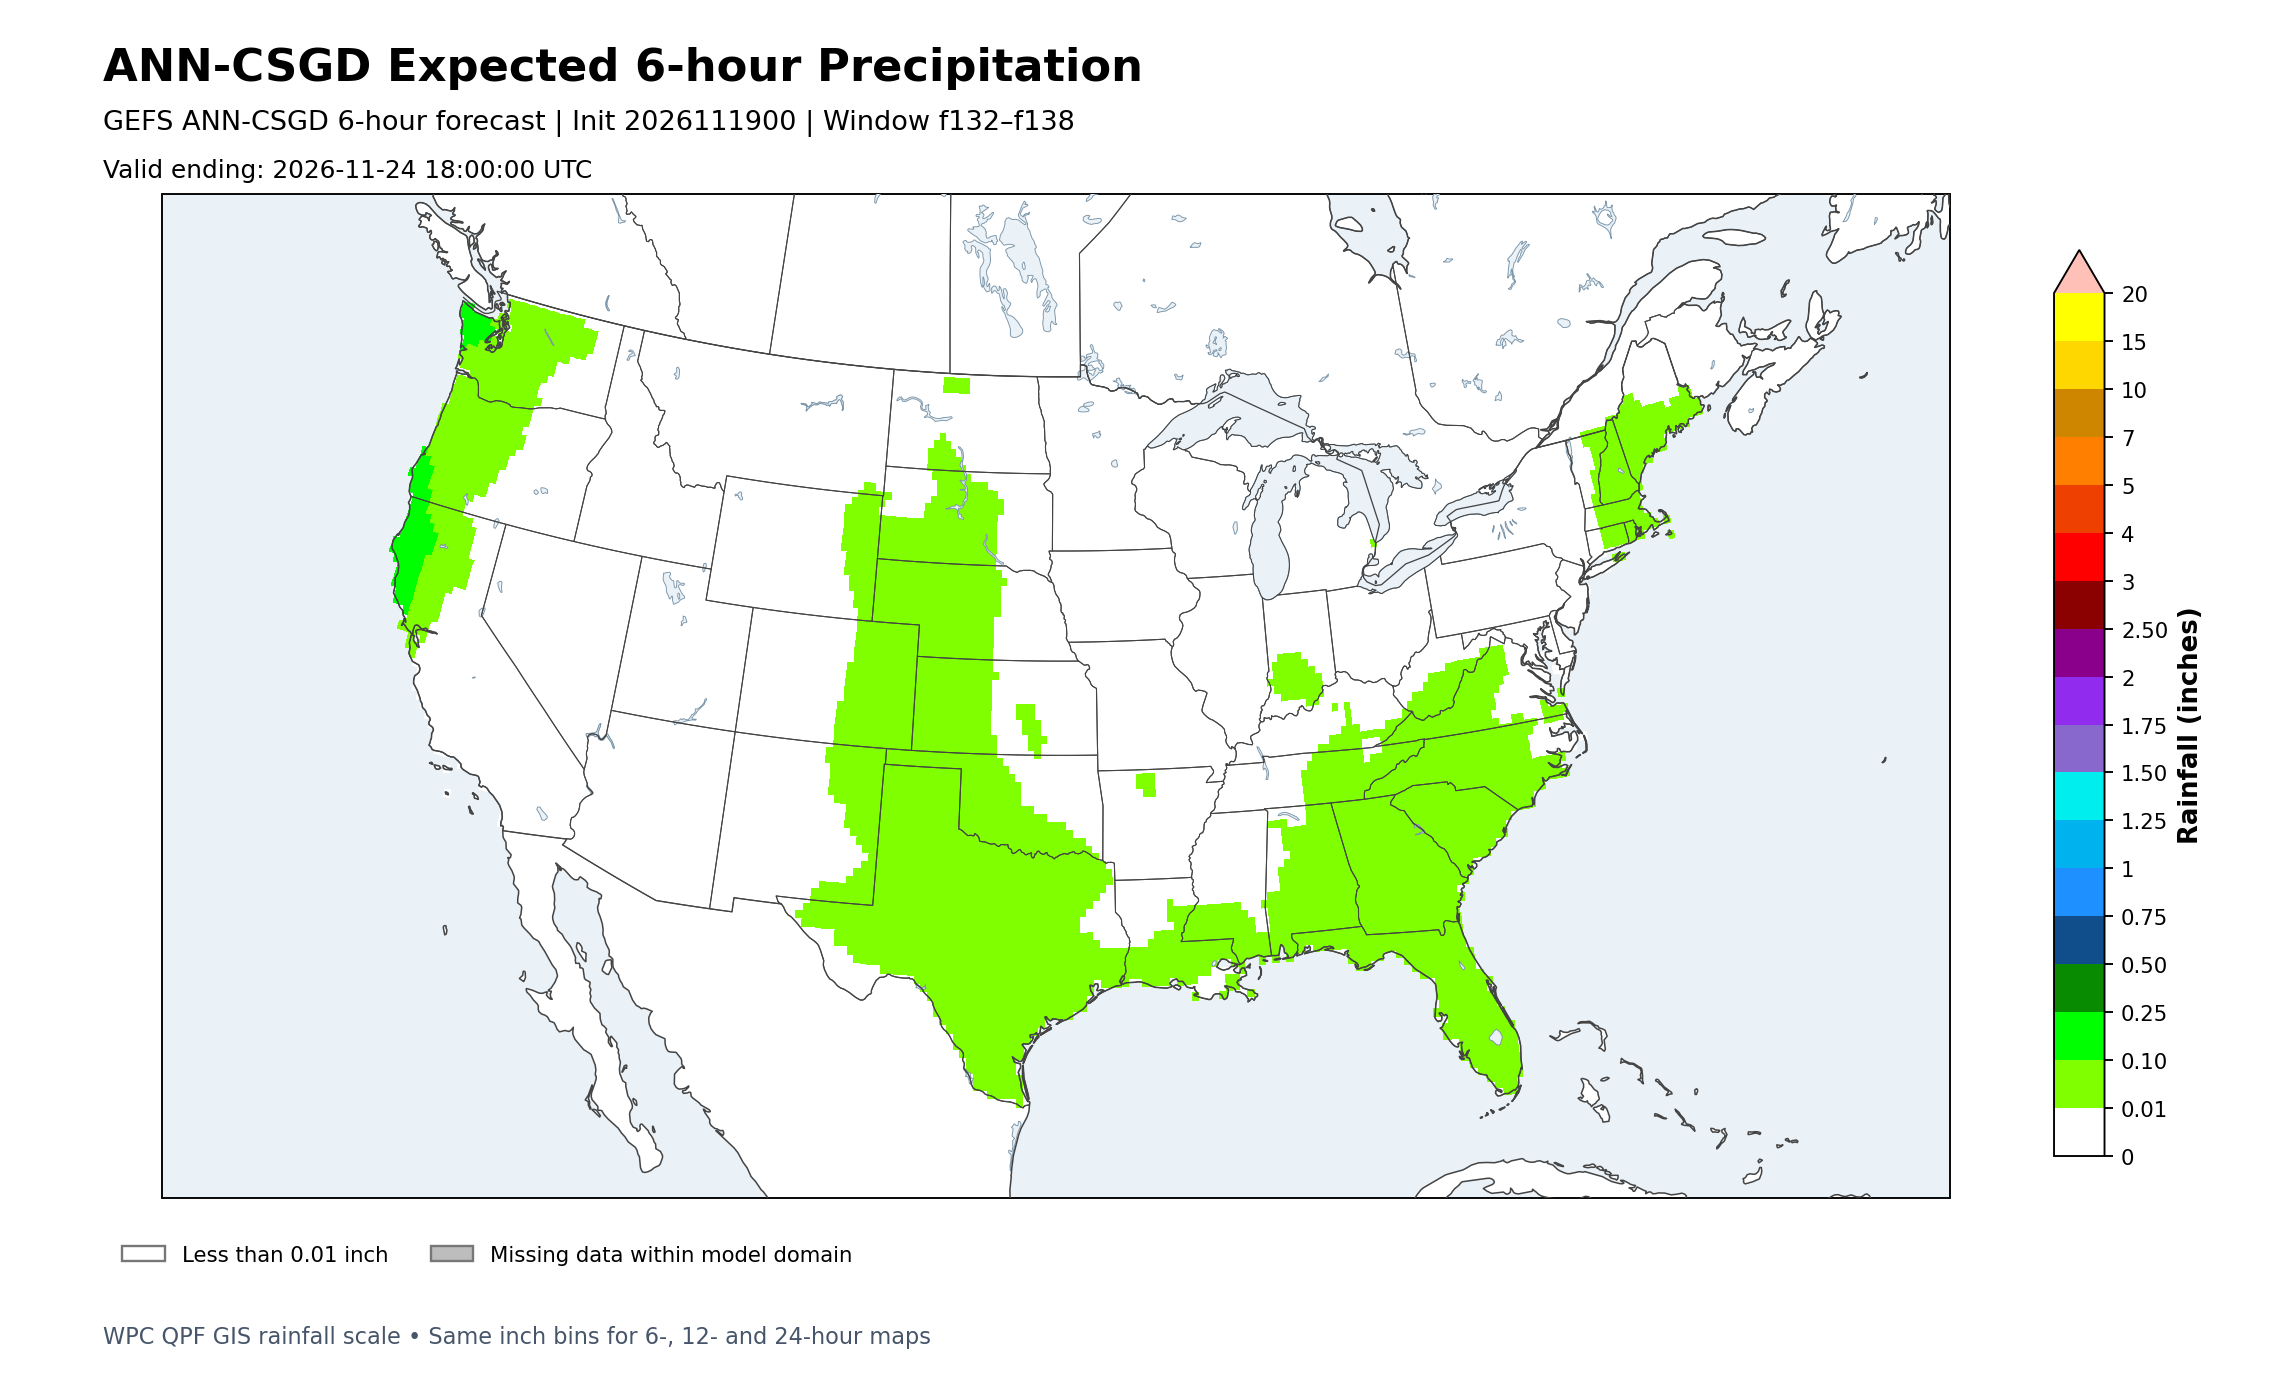 ANN-CSGD Expected 6-hour Precipitation
GEFS ANN-CSGD 6-hour forecast | Init 2026111900 | Window f132–f138
Valid ending: 2026-11-24 18:00:00 UTC
20
15
10
7
5
4
3
2.50
2
1.75
1.50
1.25
1
0.75
0.50
0.25
0.10
0.01
0
Rainfall (inches)
Less than 0.01 inch
Missing data within model domain
WPC QPF GIS rainfall scale • Same inch bins for 6-, 12- and 24-hour maps